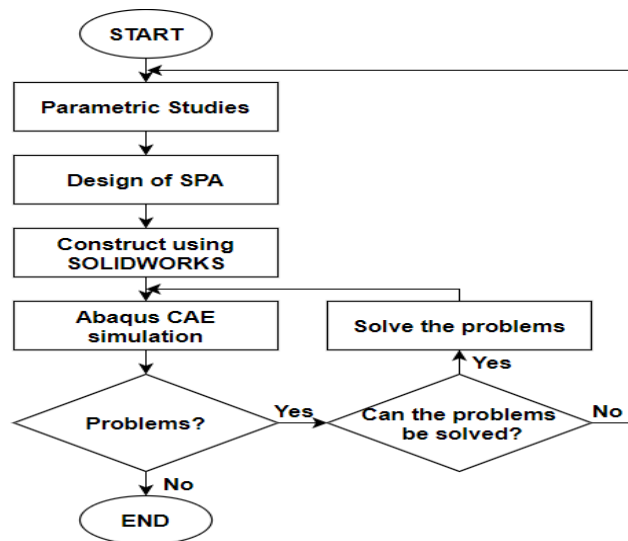 START
Parametric Studies
Design of SPA
Construct using
SOLIDWORKS
Abaqus CAE
simulation
Solve the problems
Yes
Problems?
Yes
Can the problems
be solved?
No
No
END